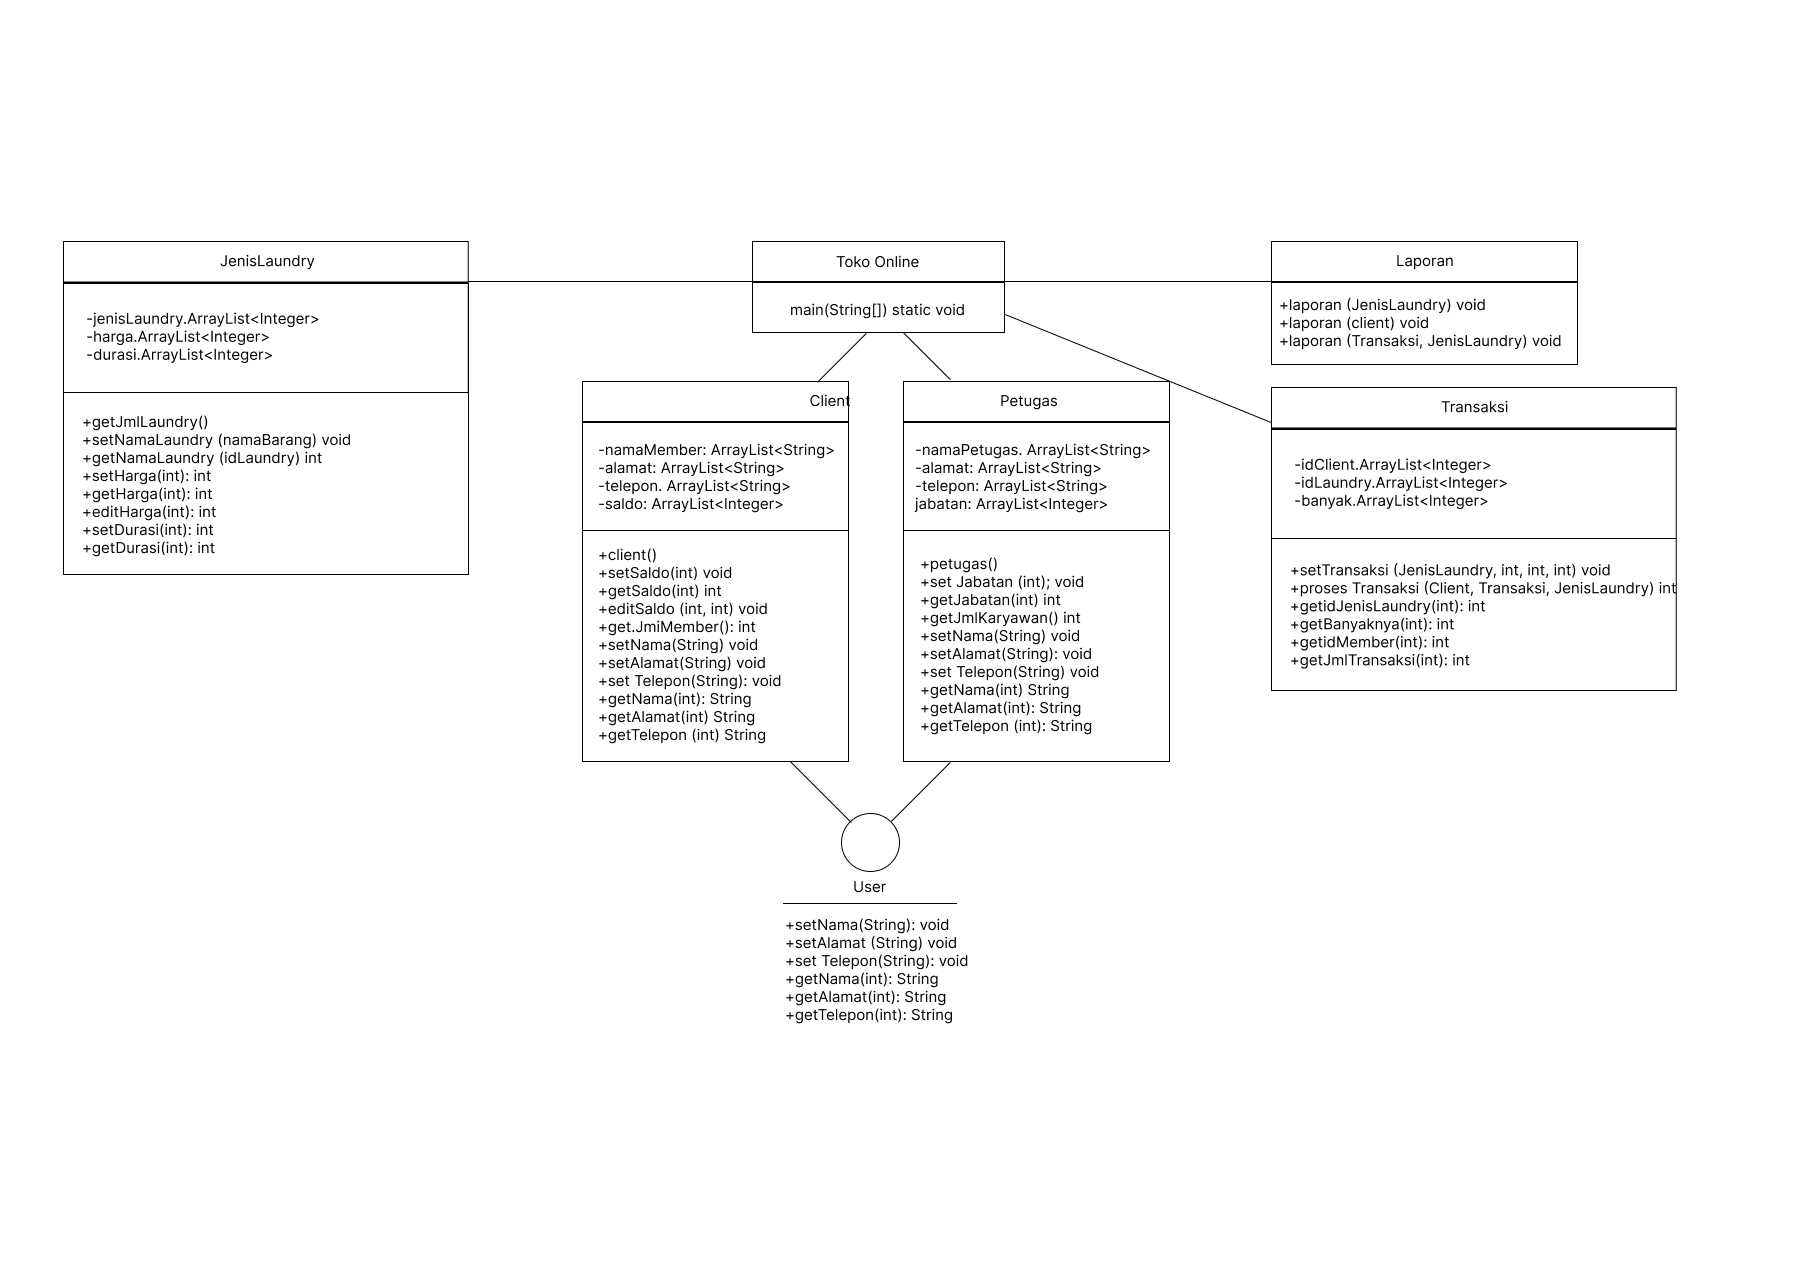 JenisLaundry
-jenisLaundry.ArrayList<Integer>
-harga.ArrayList<Integer>
-durasi.ArrayList<Integer>
+getJmlLaundry()
+setNamaLaundry (namaBarang) void
+getNamaLaundry (idLaundry) int
+setHarga(int): int
+getHarga(int): int
+editHarga(int): int
+setDurasi(int): int
+getDurasi(int): int
Toko Online
main(String[]) static void
Laporan
+laporan (JenisLaundry) void
+laporan (client) void
+laporan (Transaksi, JenisLaundry) void
Client
-namaMember: ArrayList<String>
-alamat: ArrayList<String>
-telepon. ArrayList<String>
-saldo: ArrayList<Integer>
+client()
+setSaldo(int) void
+getSaldo(int) int
+editSaldo (int, int) void
+get.JmiMember(): int
+setNama(String) void
+setAlamat(String) void
+set Telepon(String): void
+getNama(int): String
+getAlamat(int) String
+getTelepon (int) String
Petugas
-namaPetugas. ArrayList<String>
-alamat: ArrayList<String>
-telepon: ArrayList<String>
jabatan: ArrayList<Integer>
+petugas()
+set Jabatan (int); void
+getJabatan(int) int
+getJmlKaryawan() int
+setNama(String) void
+setAlamat(String): void
+set Telepon(String) void
+getNama(int) String
+getAlamat(int): String
+getTelepon (int): String
Transaksi
-idClient.ArrayList<Integer>
-idLaundry.ArrayList<Integer>
-banyak.ArrayList<Integer>
+setTransaksi (JenisLaundry, int, int, int) void
+proses Transaksi (Client, Transaksi, JenisLaundry) int
+getidJenisLaundry(int): int
+getBanyaknya(int): int
+getidMember(int): int
+getJmlTransaksi(int): int
User
+setNama(String): void
+setAlamat (String) void
+set Telepon(String): void
+getNama(int): String
+getAlamat(int): String
+getTelepon(int): String